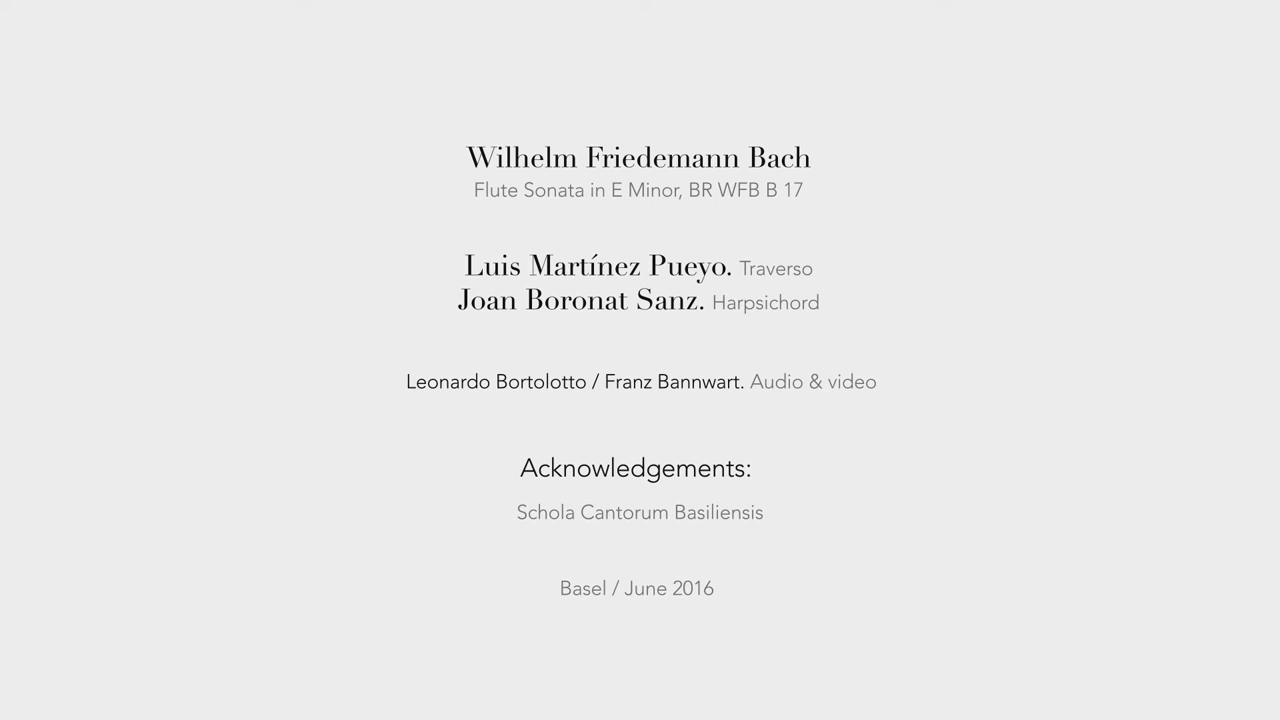 Wilhelm Friedemann Bach
Flute Sonata in E Minor, BR WFB B 17
Luis Martínez Pueyo. Traverso
Joan Boronat Sanz. Harpsichord
Leonardo Bortolotto / Franz Bannwart. Audio & video
Acknowledgements:
Schola Cantorum Basiliensis
Basel / June 2016